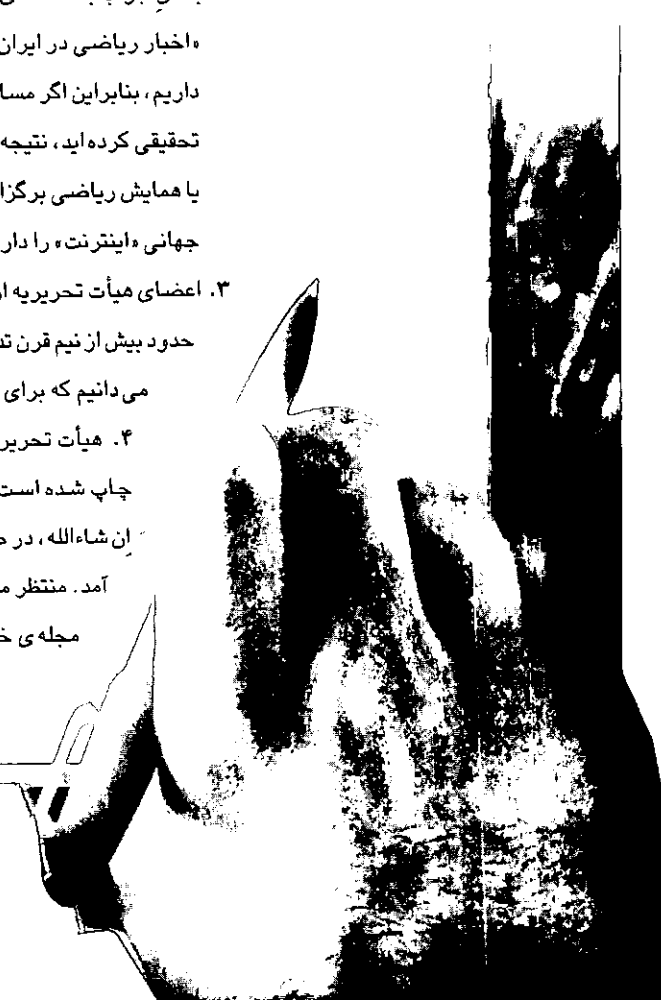 «اخبار ریاضی در ایران
داریم، بنابراین اگر مسا
تحقیقی کرده‌اید، نتیجه
یا همایش ریاضی برگزا
جهانی «اینترنت» را دار
۳. اعضای هیأت تحریریه از
حدود بیش از نیم قرن تد
می‌دانیم که برای
۴. هیأت تحریر
چاپ شده است
إن شاءالله، در
آمد. منتظر م
مجله‌ی خ